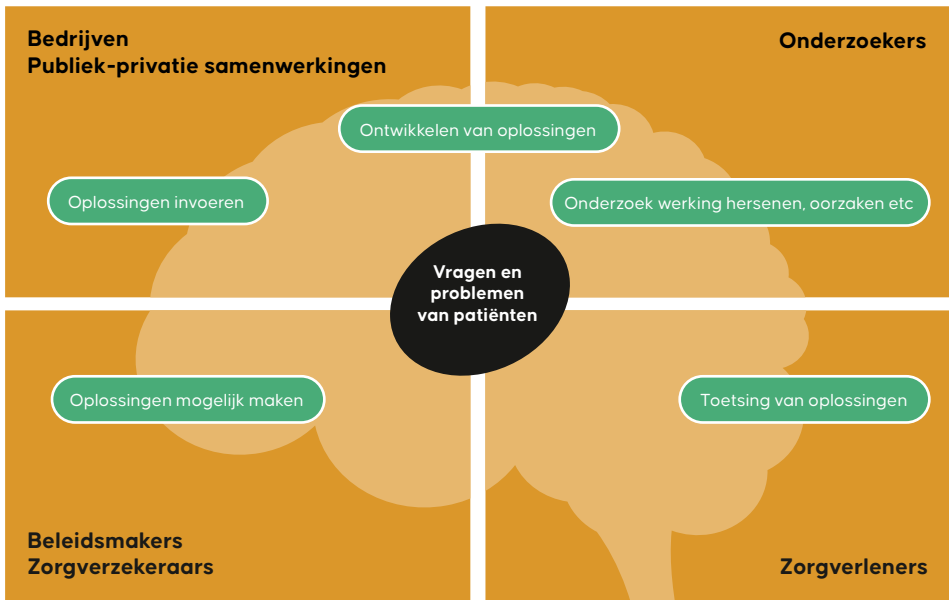 Bedrijven
Publiek-privatie samenwerkingen
Onderzoekers
Ontwikkelen van oplossingen
Oplossingen invoeren
Onderzoek werking hersenen, oorzaken etc
Vragen en
problemen
van patiënten
Oplossingen mogelijk maken
Toetsing van oplossingen
Beleidsmakers
Zorgverzekeraars
Zorgverleners